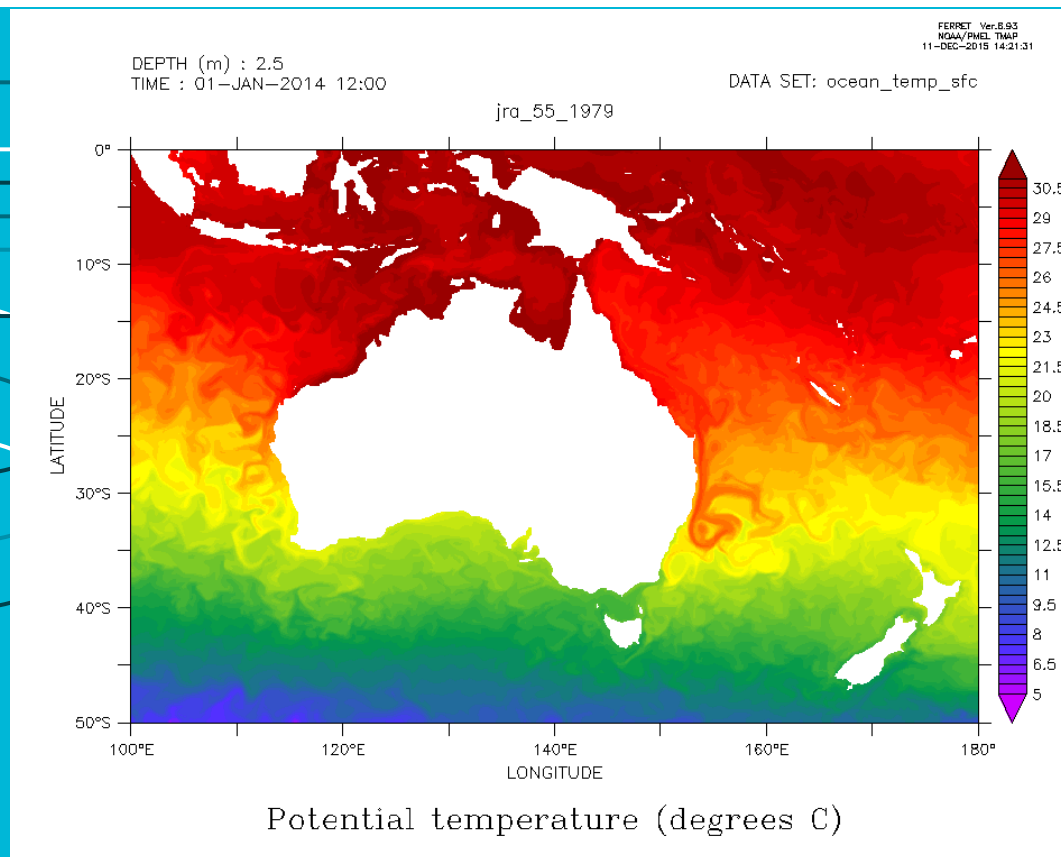 FERRET Ver.6.93
NOAA/PMEL TMAP
11-DEC-2015 14:21:31
DEPTH (m) : 2.5
TIME : 01-JAN-2014 12:00
DATA SET: ocean_temp_sfc
jra_55_1979
0°
10°S
20°S
30°S
40°S
50°S
LATITUDE
100°E
120°E
140°E
160°E
180°
LONGITUDE
30.5
29
27.5
26
24.5
23
21.5
20
18.5
17
15.5
14
12.5
11
9.5
8
6.5
5
Potential temperature (degrees C)